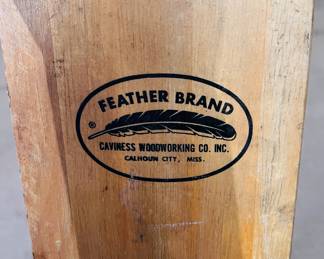 FEATHER BRAND
®
CAVINESS WOODWORKING CO. INC.
CALHOUN CITY, MISS.